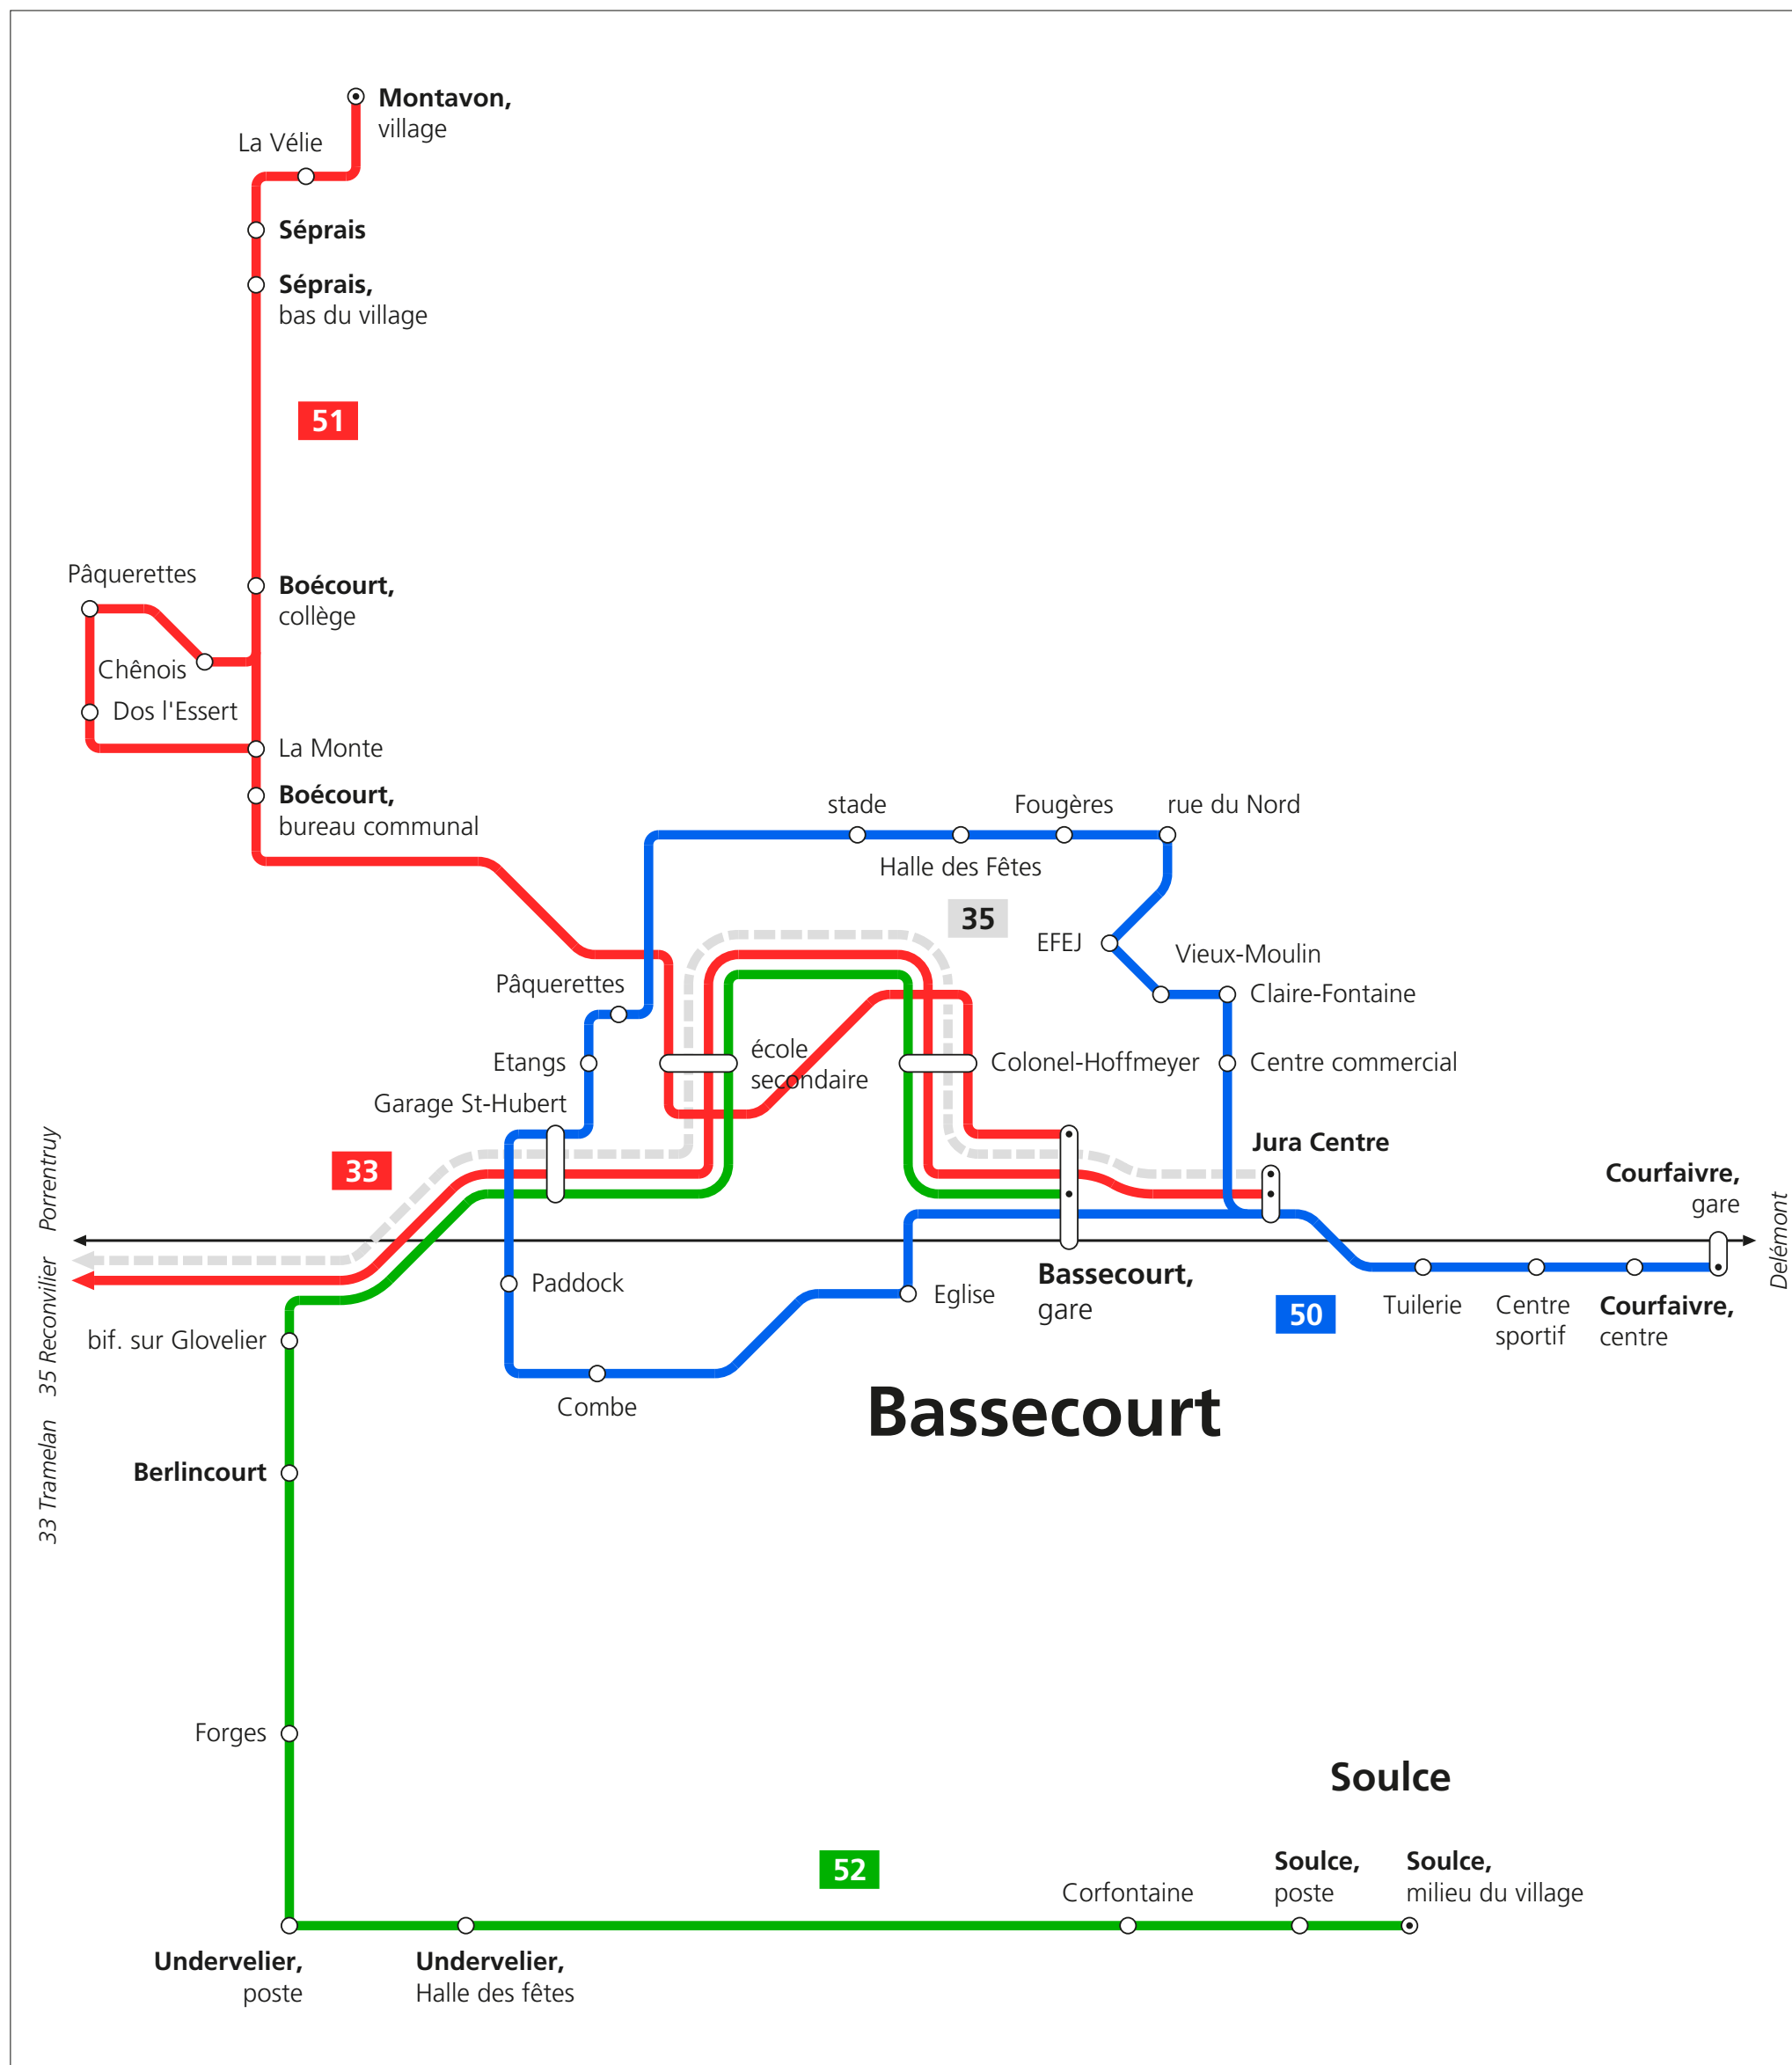 Montavon,
village
La Vélie
Séprais
Séprais,
bas du village
51
Pâquerettes
Boécourt,
collège
Chênois
Dos l'Essert
La Monte
Boécourt,
bureau communal
stade
Fougères
rue du Nord
Halle des Fêtes
35
EFEJ
Vieux-Moulin
Pâquerettes
Claire-Fontaine
école
secondaire
Etangs
Colonel-Hoffmeyer
Centre commercial
Garage St-Hubert
33
Jura Centre
Courfaivre,
gare
Porrentruy
35 Reconvilier
33 Tramelan
Delémont
Paddock
Eglise
Bassecourt,
gare
50
Tuilerie
Centre
sportif
Courfaivre,
centre
bif. sur Glovelier
Combe
Bassecourt
Berlincourt
Forges
Soulce
52
Corfontaine
Soulce,
poste
Soulce,
milieu du village
Undervelier,
poste
Undervelier,
Halle des fêtes